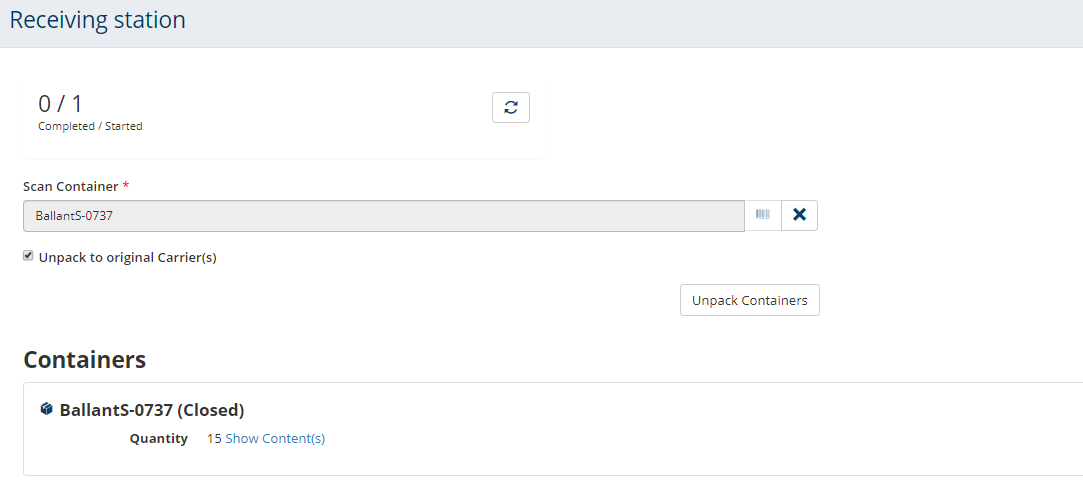 Receiving station
0 / 1
Completed / Started
Scan Container *
BallantS-0737
Unpack to original Carrier(s)
Unpack Containers
Containers
BallantS-0737 (Closed)
Quantity 15 Show Content(s)